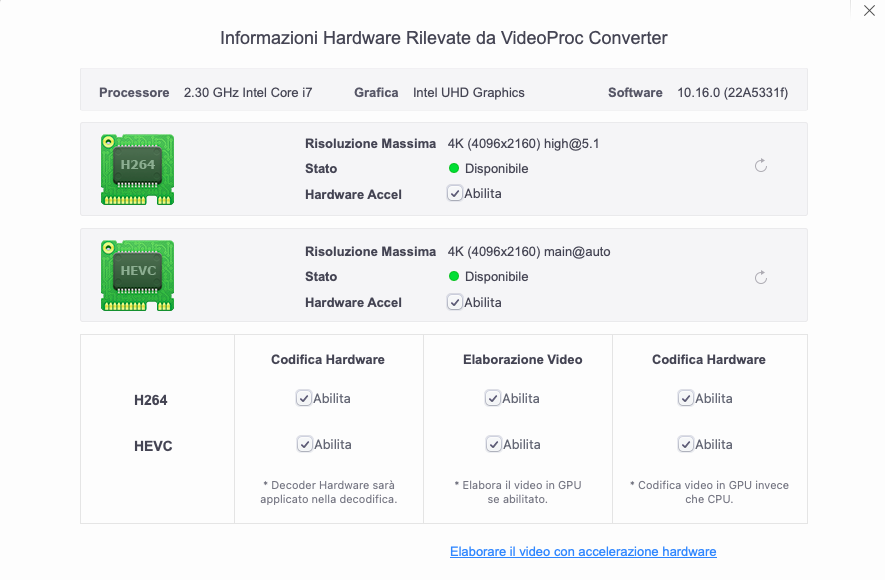 Informazioni Hardware Rilevate da VideoProc Converter
Processore 2.30 GHz Intel Core i7 Grafica Intel UHD Graphics Software 10.16.0 (22A5331f)
H264
Risoluzione Massima 4K (4096x2160) high@5.1
Stato Disponibile
Hardware Accel Abilita
HEVC
Risoluzione Massima 4K (4096x2160) main@auto
Stato Disponibile
Hardware Accel Abilita
Codifica Hardware Elaborazione Video Codifica Hardware
H264 Abilita Abilita Abilita
HEVC Abilita Abilita Abilita
* Decoder Hardware sarà
applicato nella decodifica.
* Elabora il video in GPU
se abilitato.
* Codifica video in GPU invece
che CPU.
Elaborare il video con accelerazione hardware